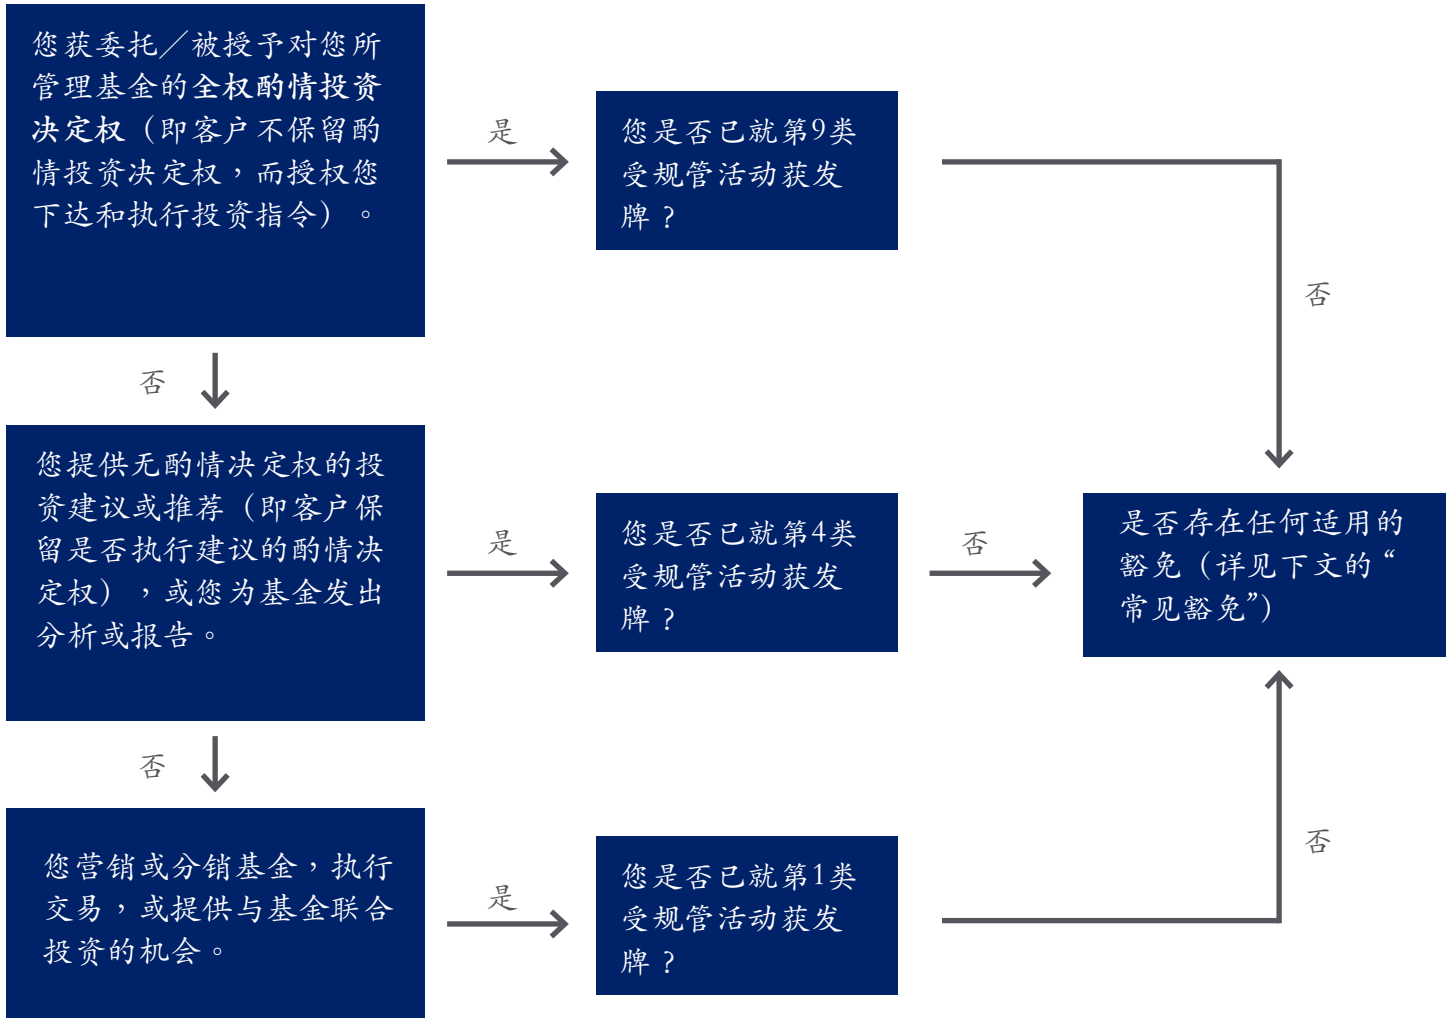 您获委托／被授予对您所
管理基金的全权酌情投资
决定权（即客户不保留酌
情投资决定权，而授权您
下达和执行投资指令）。
是
您是否已就第9类
受规管活动获发
牌？
否
否
您提供无酌情决定权的投
资建议或推荐（即客户保
留是否执行建议的酌情决
定权），或您为基金发出
分析或报告。
是
您是否已就第4类
受规管活动获发
牌？
否
是否存在任何适用的
豁免（详见下文的“
常见豁免”）
否
您营销或分销基金，执行
交易，或提供与基金联合
投资的机会。
是
您是否已就第1类
受规管活动获发
牌？
否